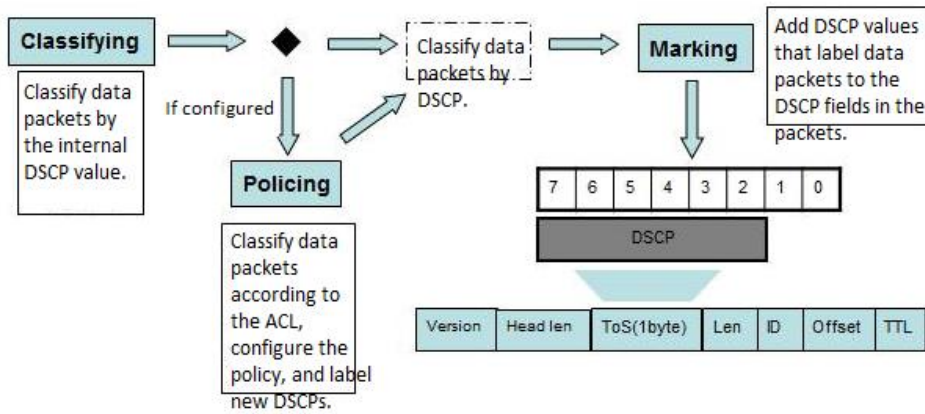 Classifying
Classify data
packets by
the internal
DSCP value.
If configured
Policing
Classify data
packets
according to
the ACL,
configure the
policy, and label
new DSCPs.
Classify data
packets by
DSCP.
Marking
Add DSCP values
that label data
packets to the
DSCP fields in the
packets.
7 6 5 4 3 2 1 0
DSCP
Version Head len ToS(1byte) Len ID Offset TTL